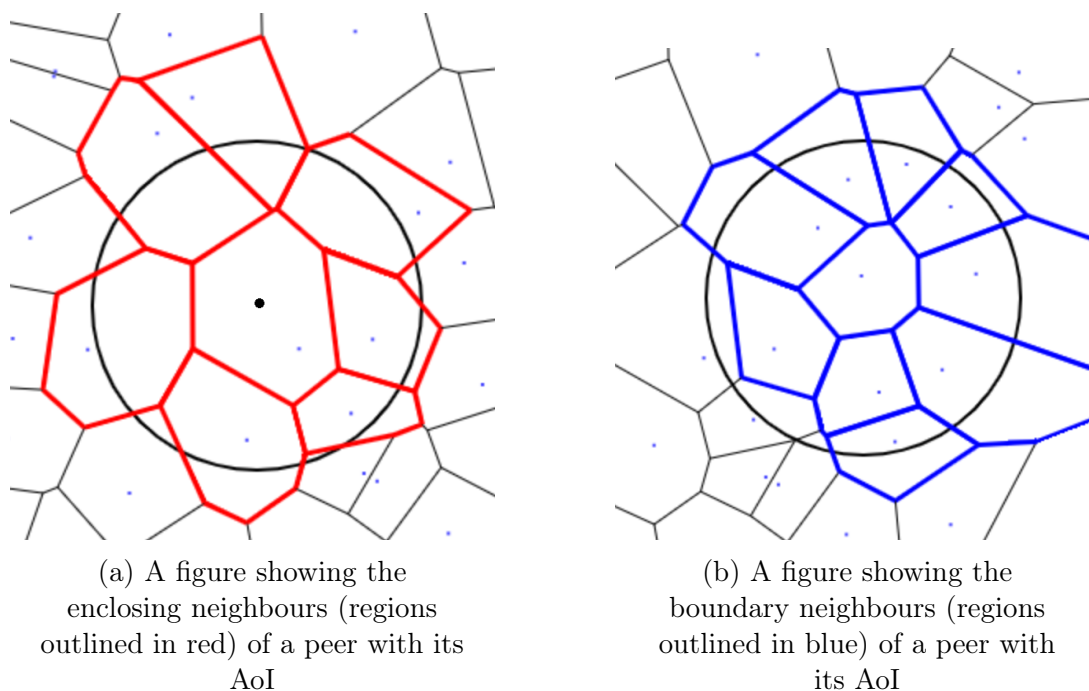 (a) A figure showing the
enclosing neighbours (regions
outlined in red) of a peer with its
AoI
(b) A figure showing the
boundary neighbours (regions
outlined in blue) of a peer with
its AoI